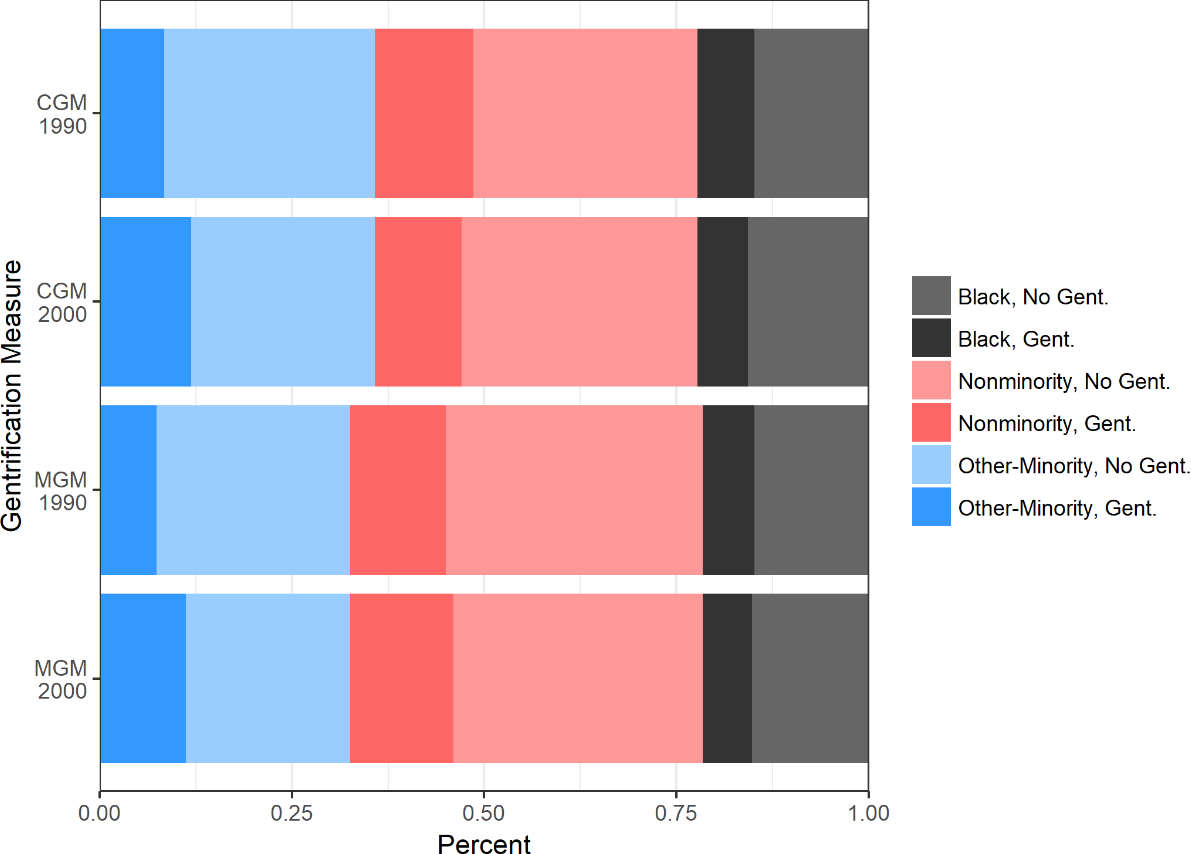 Gentrification Measure
CGM
1990
CGM
2000
MGM
1990
MGM
2000
0.00
0.25
0.50
0.75
1.00
Percent
Black, No Gent.
Black, Gent.
Nonminority, No Gent.
Nonminority, Gent.
Other-Minority, No Gent.
Other-Minority, Gent.